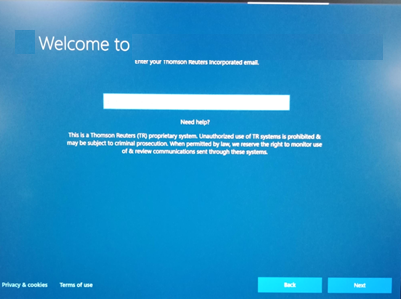 Welcome to
Enter your Thomson Reuters Incorporated email.
Need help?
This is a Thomson Reuters (TR) proprietary system. Unauthorized use of TR systems is prohibited &
may be subject to criminal prosecution. When permitted by law, we reserve the right to monitor use
of & review communications sent through these systems.
Privacy & cookies
Terms of use
Back
Next